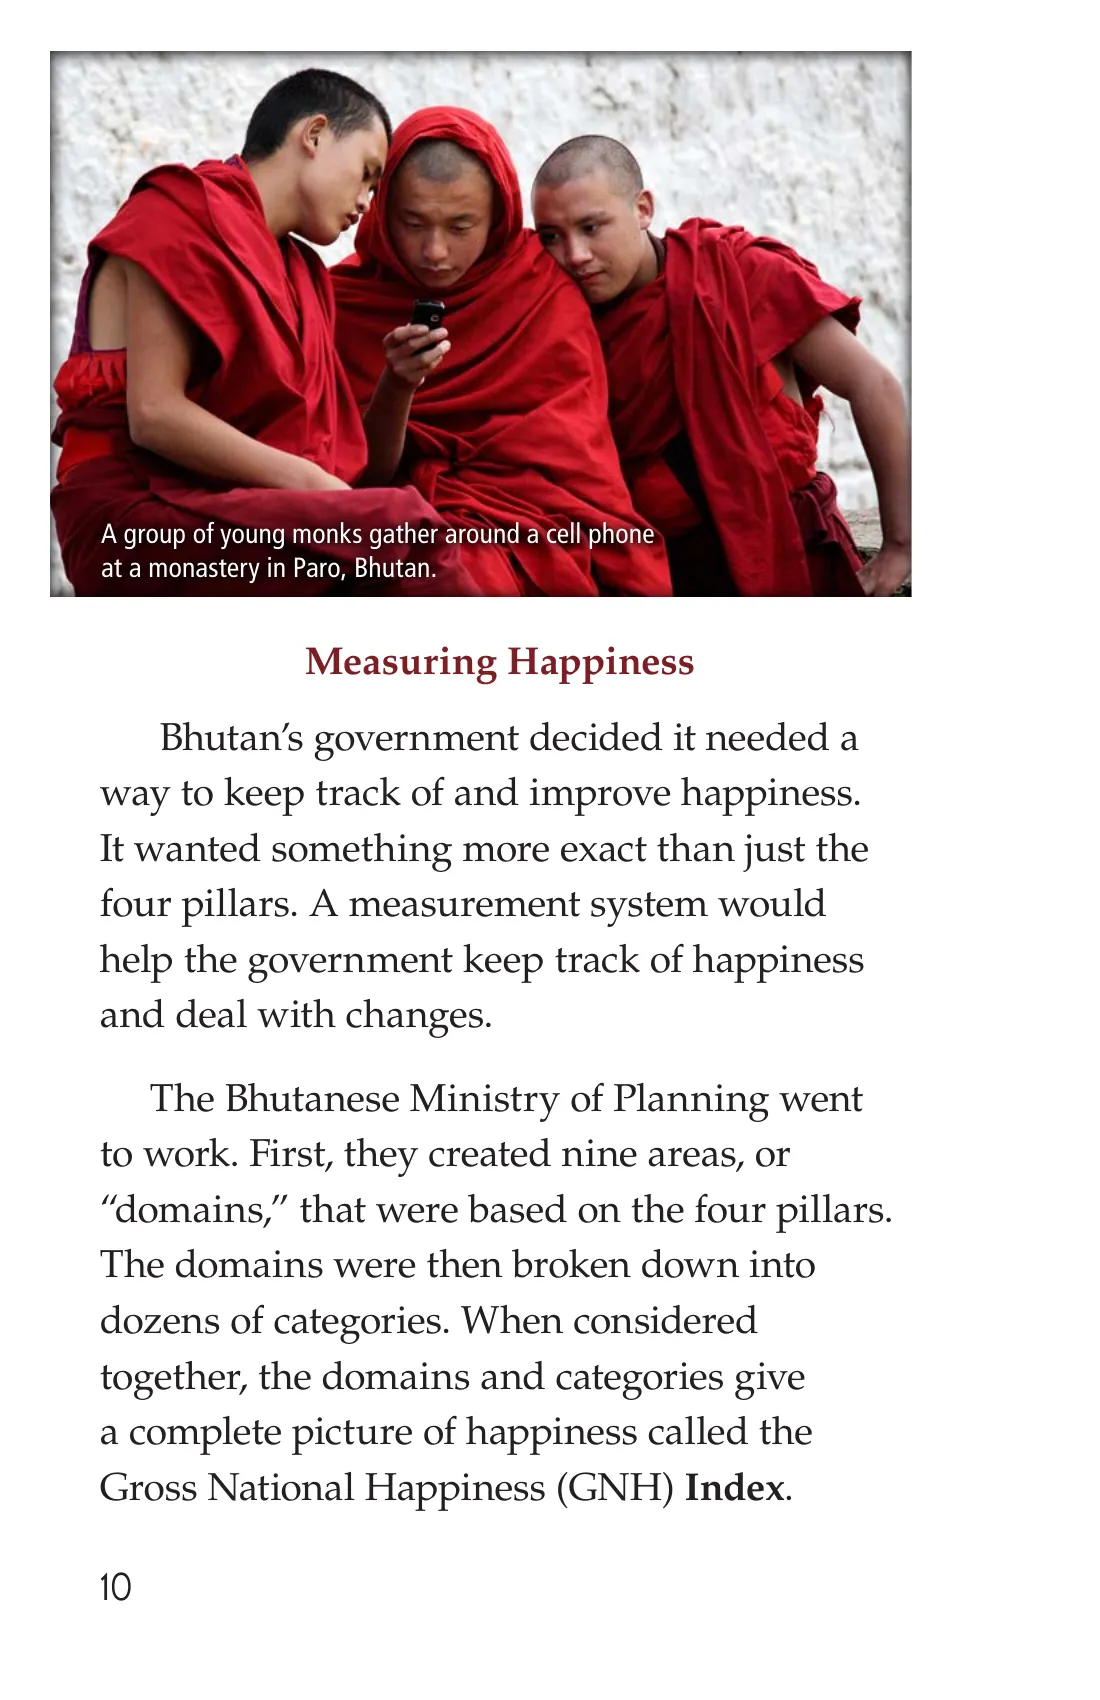 A group of young monks gather around a cell phone
at a monastery in Paro, Bhutan.
Measuring Happiness
Bhutan’s government decided it needed a
way to keep track of and improve happiness.
It wanted something more exact than just the
four pillars. A measurement system would
help the government keep track of happiness
and deal with changes.
The Bhutanese Ministry of Planning went
to work. First, they created nine areas, or
“domains,” that were based on the four pillars.
The domains were then broken down into
dozens of categories. When considered
together, the domains and categories give
a complete picture of happiness called the
Gross National Happiness (GNH) Index.
10